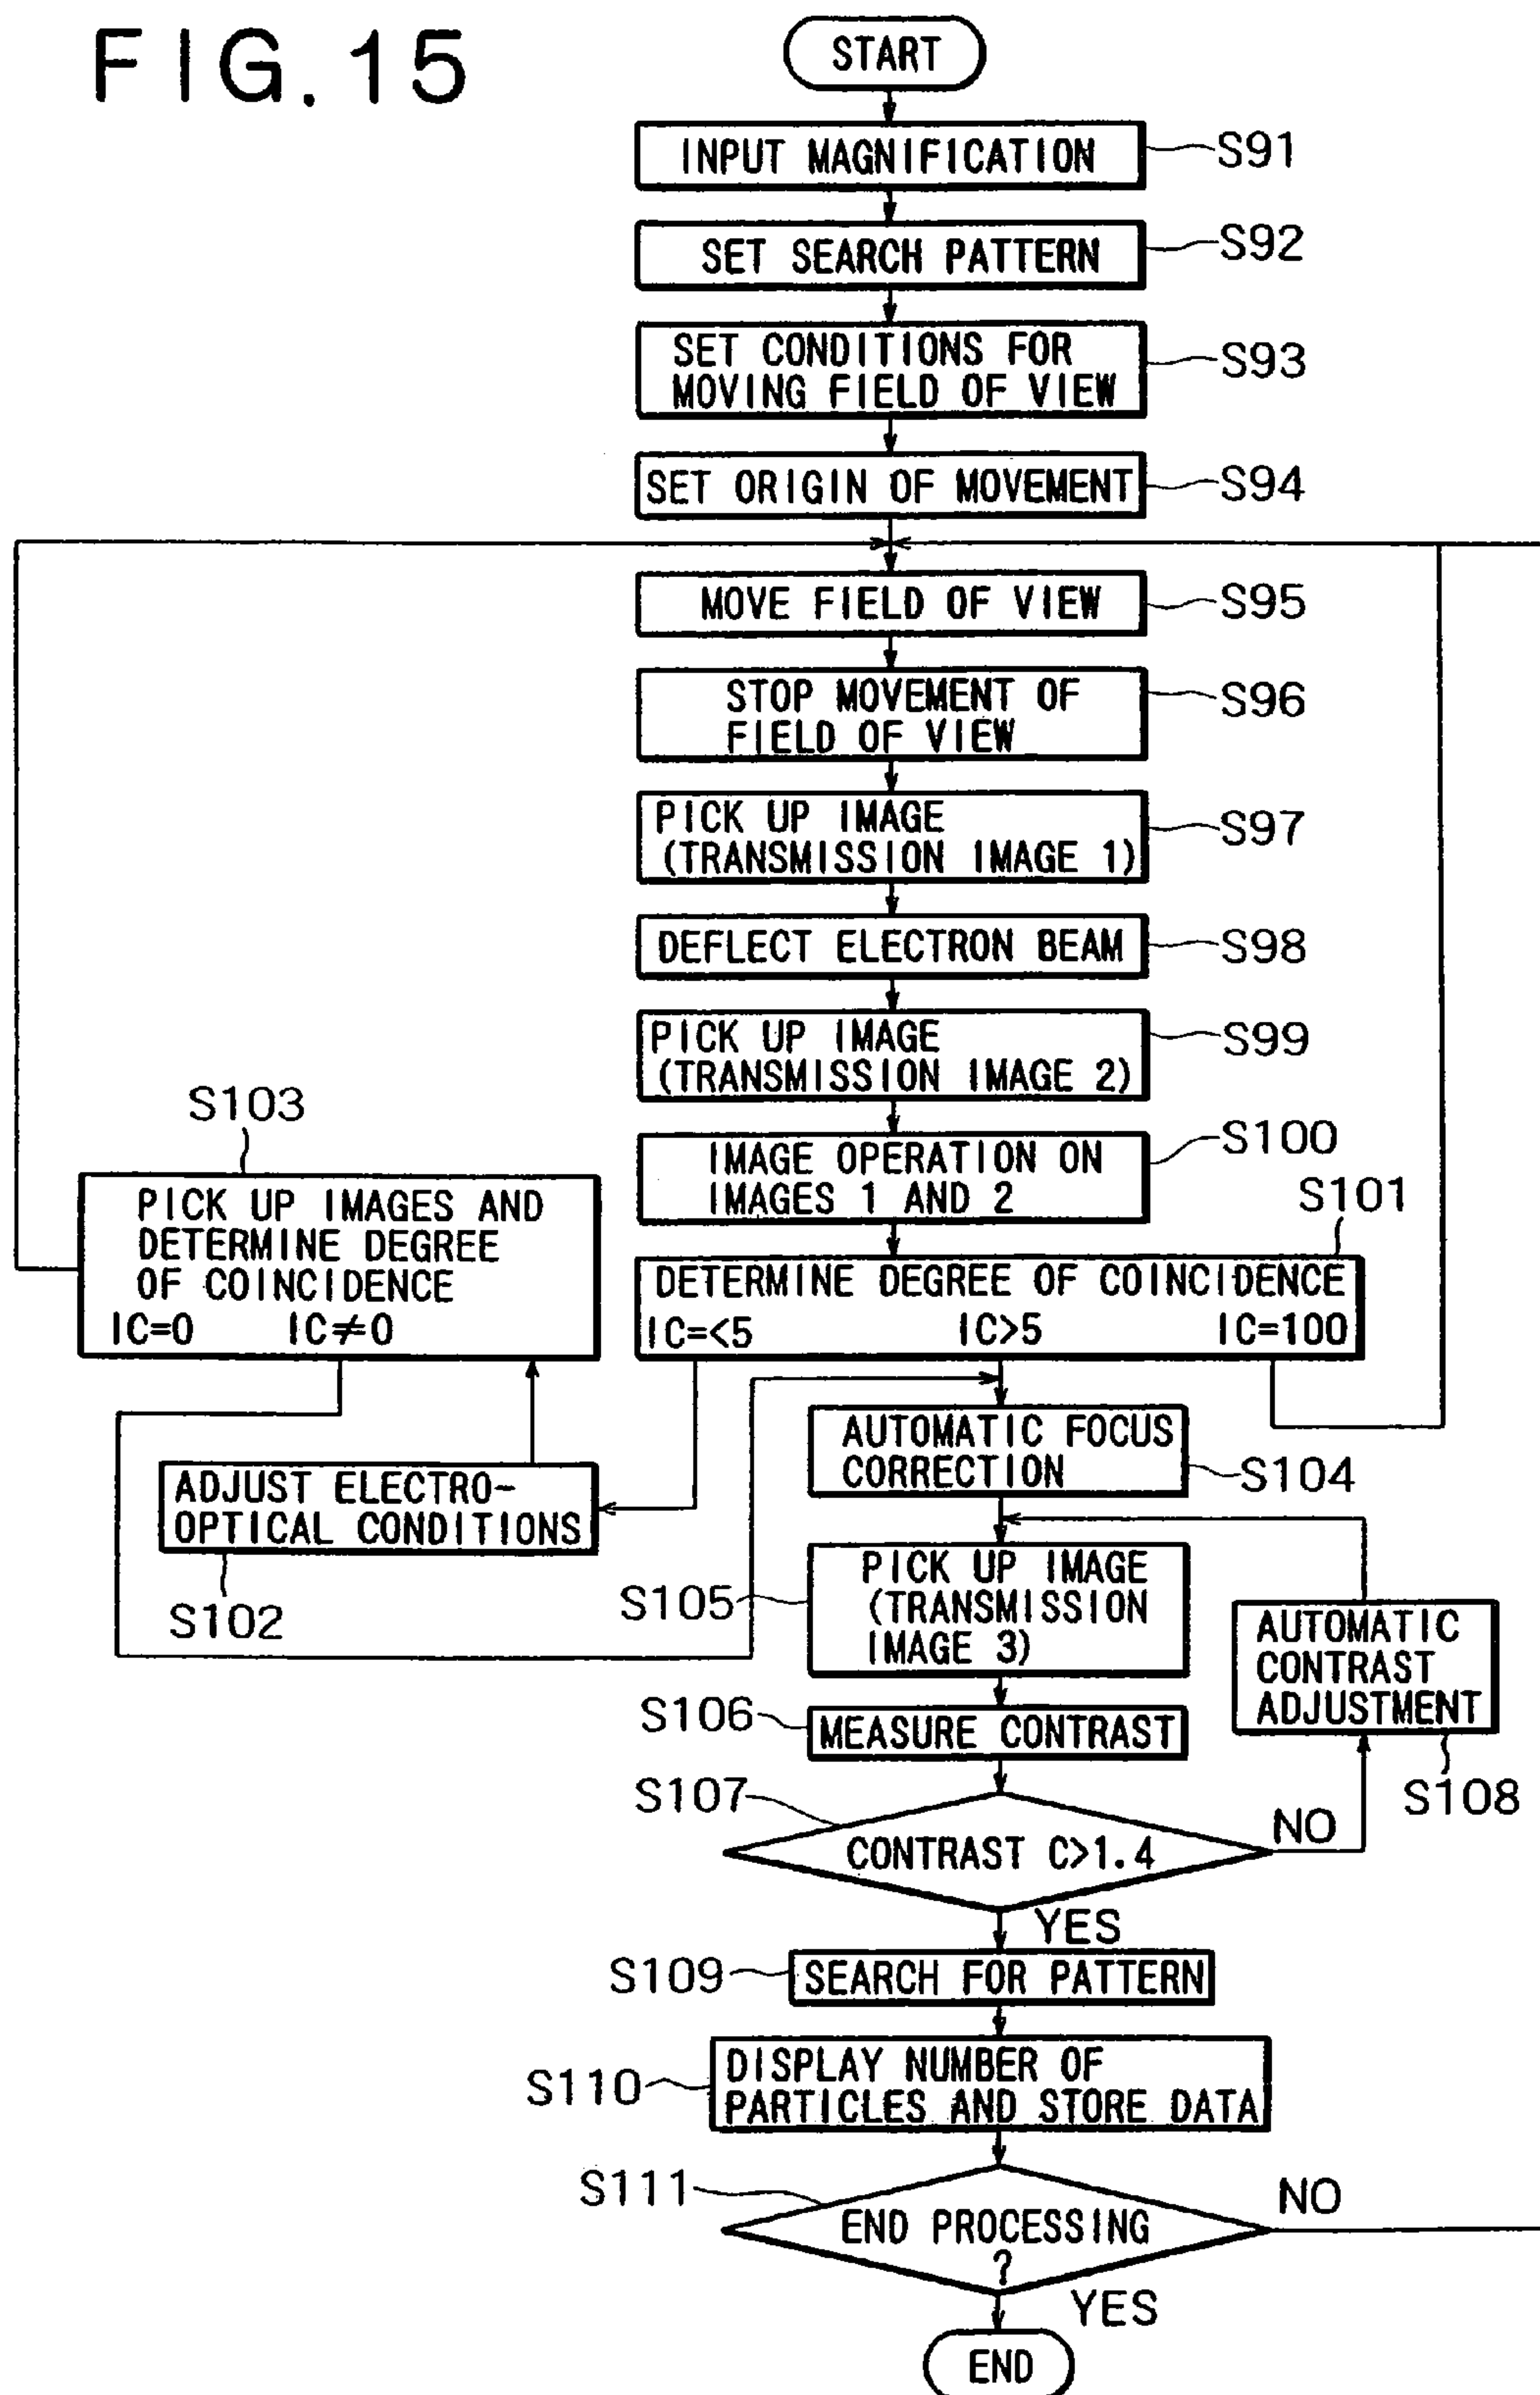 FIG.15
START
INPUT MAGNIFICATION
S91
SET SEARCH PATTERN
S92
SET CONDITIONS FOR
MOVING FIELD OF VIEW
S93
SET ORIGIN OF MOVEMENT
S94
MOVE FIELD OF VIEW
S95
STOP MOVEMENT OF
FIELD OF VIEW
S96
PICK UP IMAGE
(TRANSMISSION IMAGE 1)
S97
DEFLECT ELECTRON BEAM
S98
PICK UP IMAGE
(TRANSMISSION IMAGE 2)
S99
IMAGE OPERATION ON
IMAGES 1 AND 2
S100
S101
DETERMINE DEGREE OF COINCIDENCE
IC=<5 IC>5 IC=100
S103
PICK UP IMAGES AND
DETERMINE DEGREE
OF COINCIDENCE
IC=0 IC≠0
ADJUST ELECTRO-
OPTICAL CONDITIONS
S102
AUTOMATIC FOCUS
CORRECTION
S104
PICK UP IMAGE
(TRANSMISSION
IMAGE 3)
S105
AUTOMATIC
CONTRAST
ADJUSTMENT
S108
S106
MEASURE CONTRAST
S107
CONTRAST C>1.4
NO
YES
S109
SEARCH FOR PATTERN
S110
DISPLAY NUMBER OF
PARTICLES AND STORE DATA
S111
END PROCESSING
?
NO
YES
END